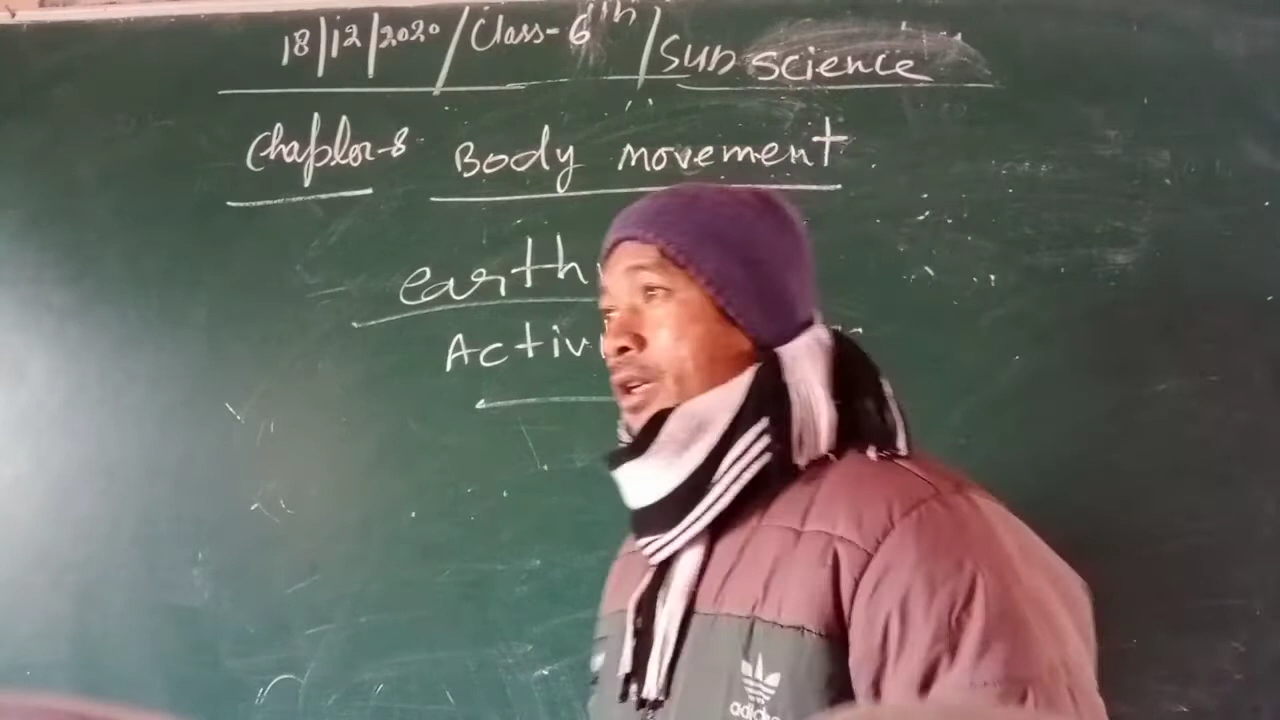 18/12/2020/Class-6th/Sub science
Chapter-8 Body movement
earth
Activi
adidas